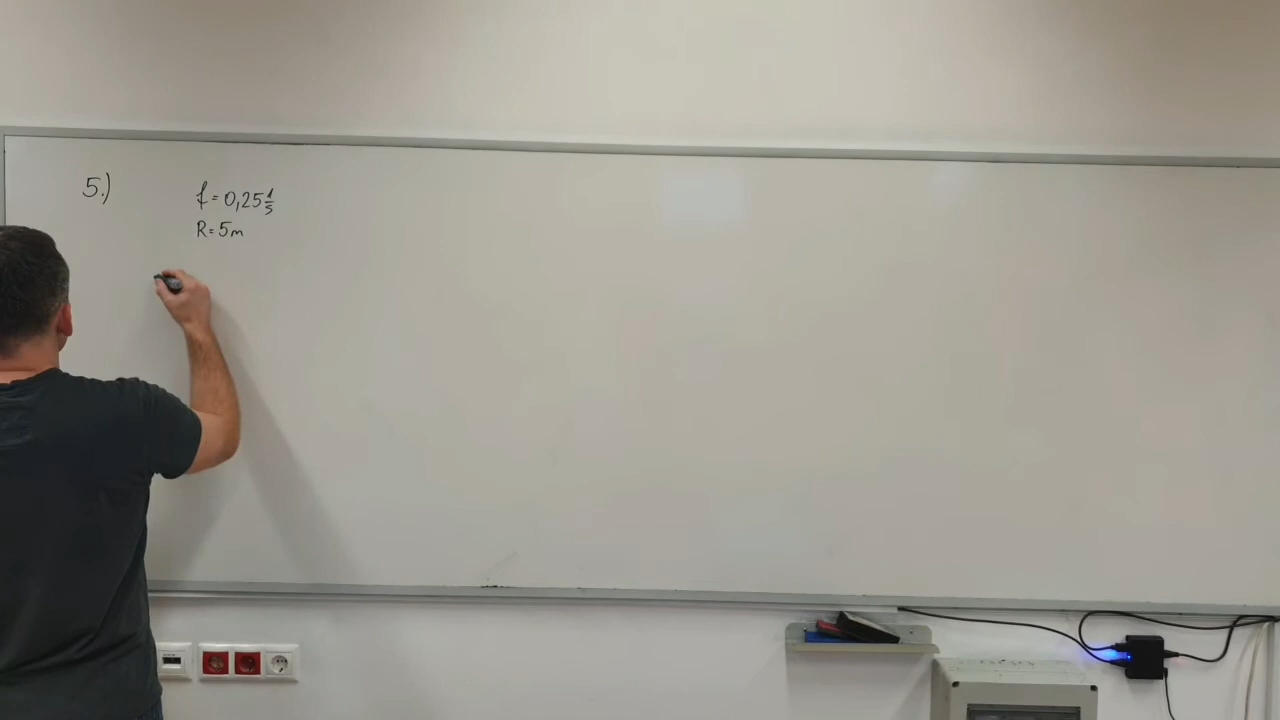 5.)
f = 0,25 1/s
R = 5m